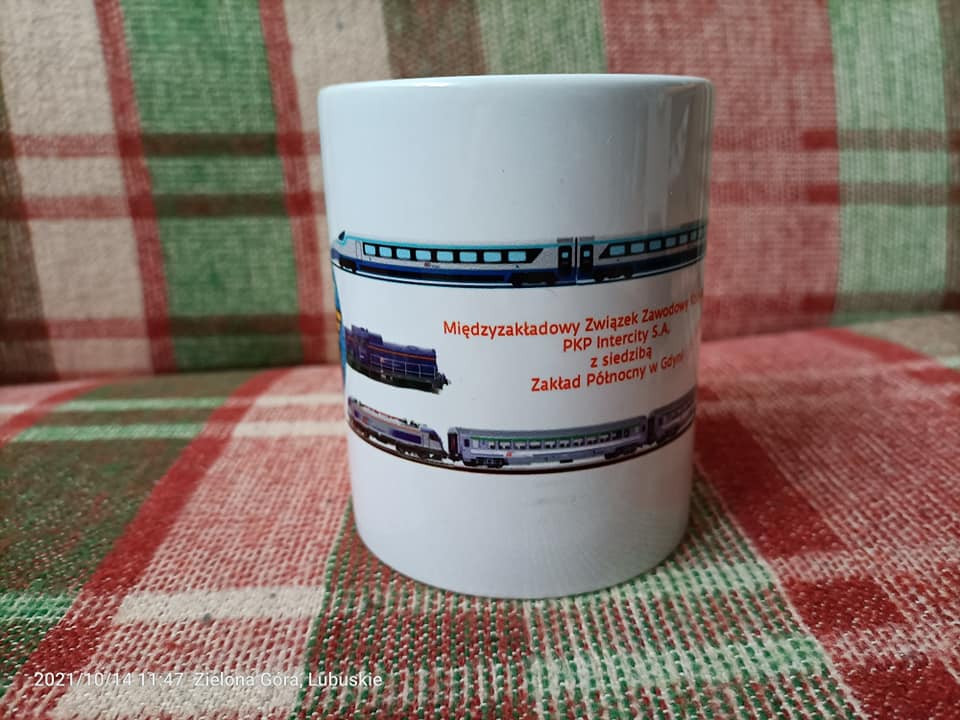 Międzyzakładowy Związek Zawodowy
PKP Intercity S.A.
z siedzibą
Zakład Północny w Gdyni
2021/10/14 11:47 Zielona Góra, Lubuskie